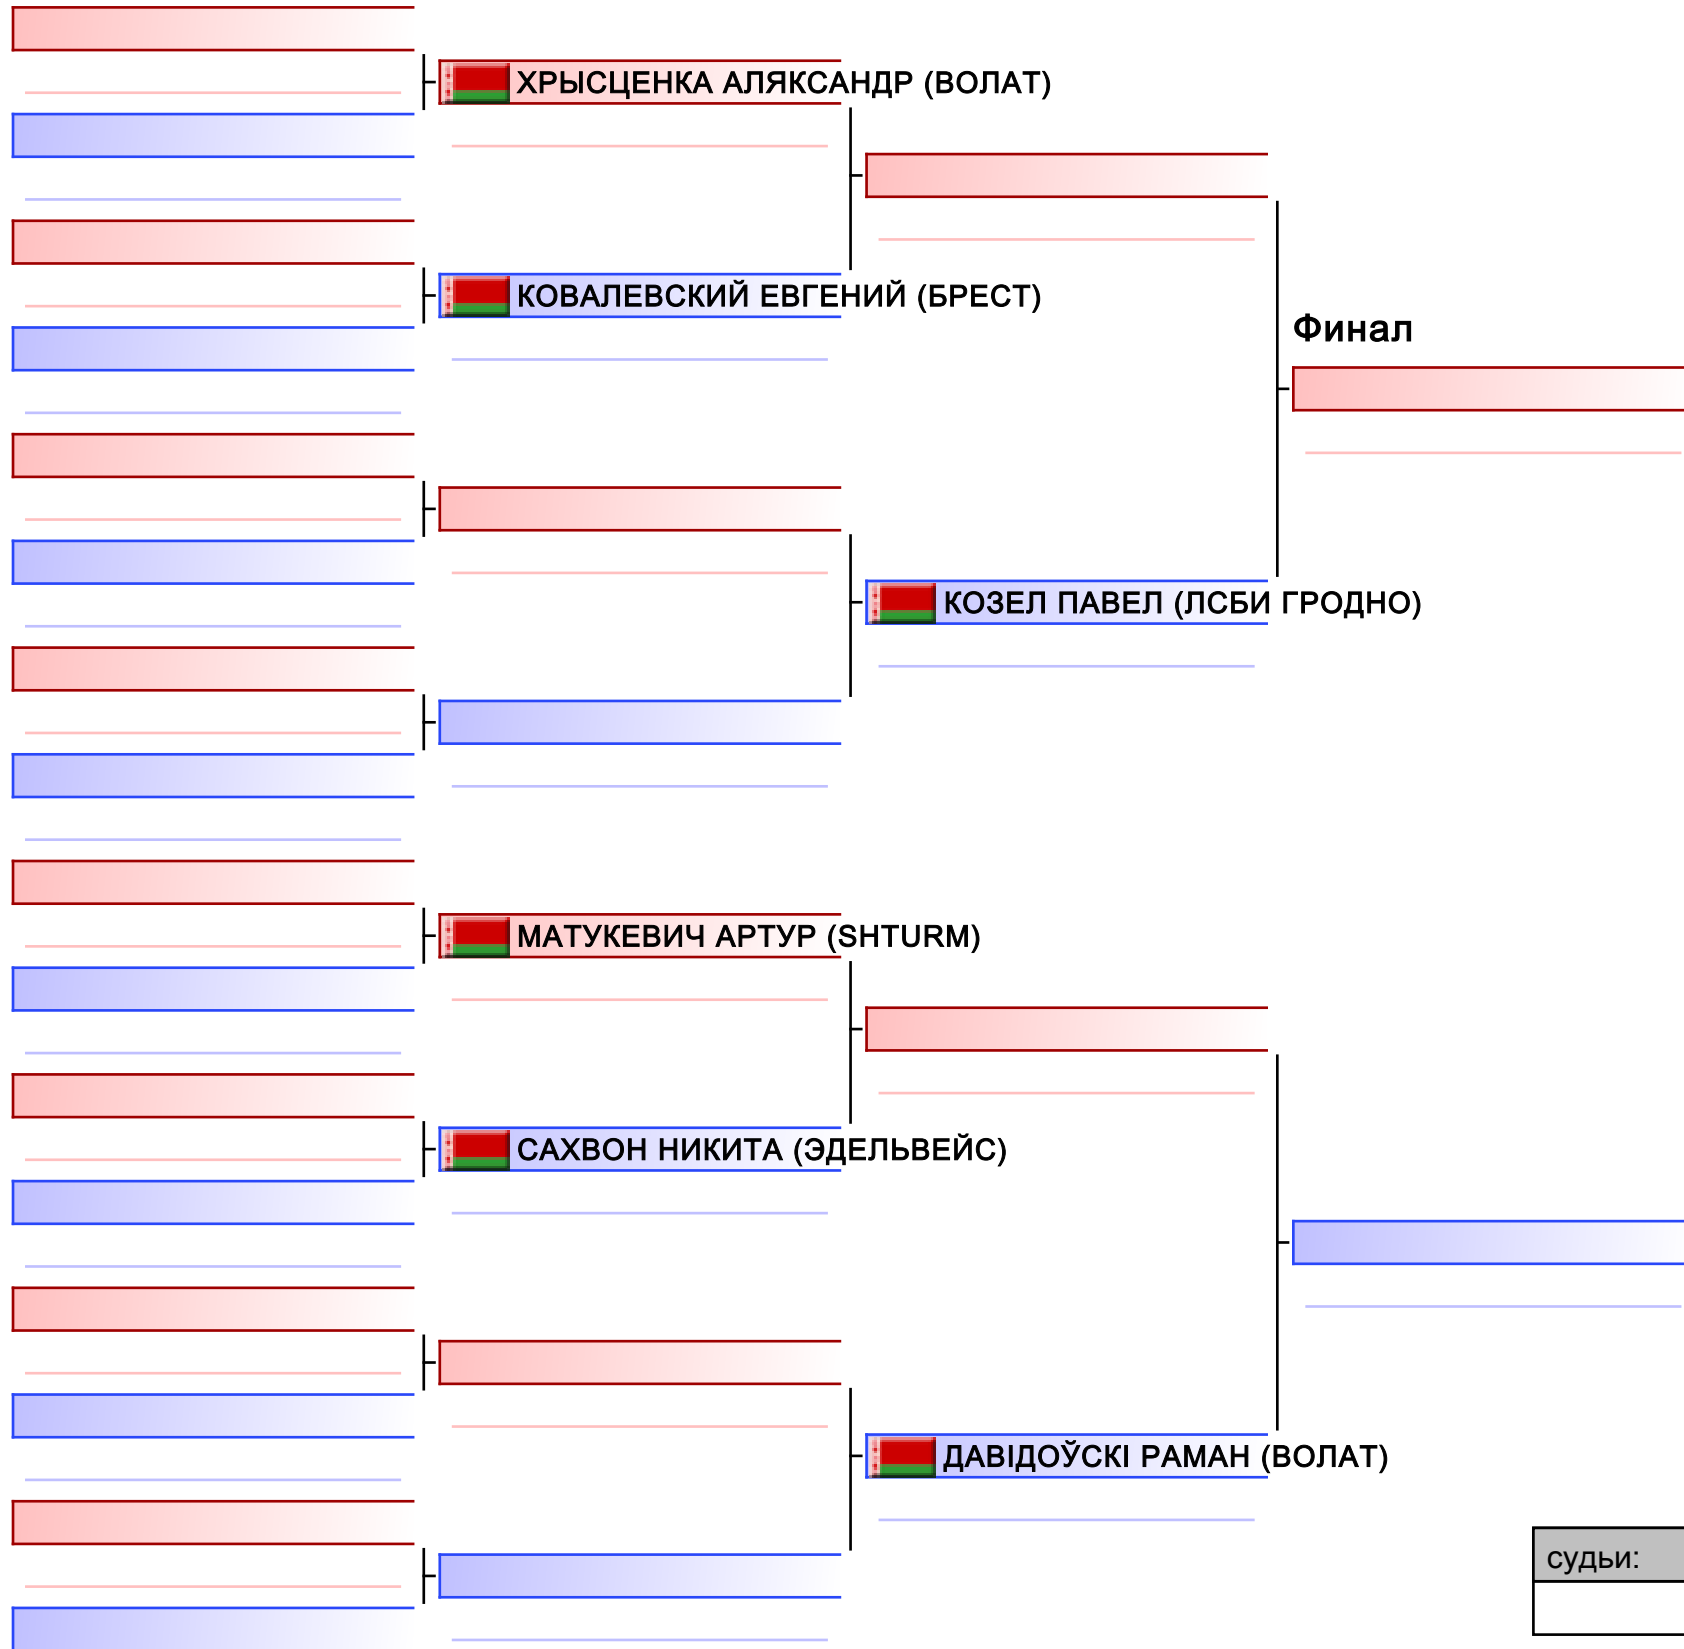 ХРЫСЦЕНКА АЛЯКСАНДР (ВОЛАТ)
КОВАЛЕВСКИЙ ЕВГЕНИЙ (БРЕСТ)
Финал
КОЗЕЛ ПАВЕЛ (ЛСБИ ГРОДНО)
МАТУКЕВИЧ АРТУР (SHTURM)
САХВОН НИКИТА (ЭДЕЛЬВЕЙС)
ДАВІДОЎСКІ РАМАН (ВОЛАТ)
судьи: